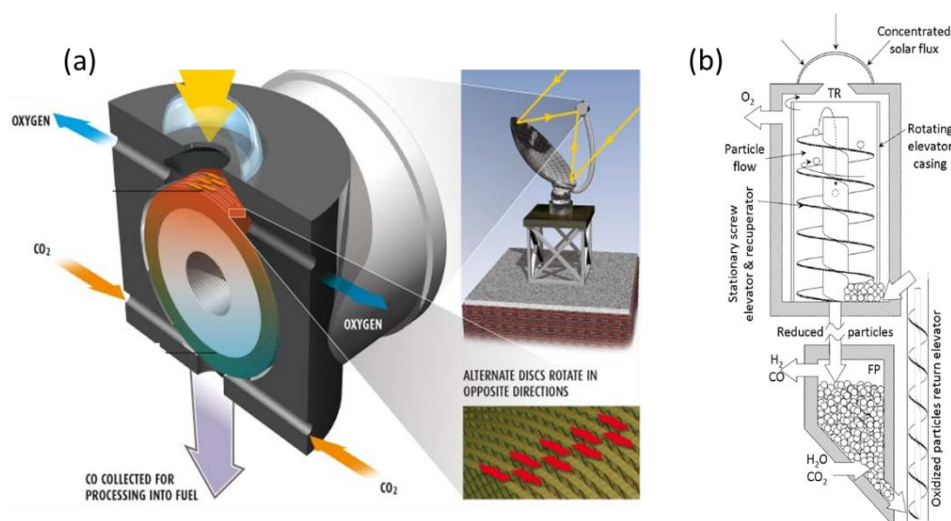 (a)
OXYGEN
CO₂
OXYGEN
CO COLLECTED FOR
PROCESSING INTO FUEL
CO₂
ALTERNATE DISCS ROTATE IN
OPPOSITE DIRECTIONS
(b)
Concentrated
solar flux
TR
O₂
Particle
flow
Rotating
elevator
casing
Stationary screw
elevator & recuperator
Reduced particles
H₂
CO
FP
H₂O
CO₂
Oxidized particles return elevator